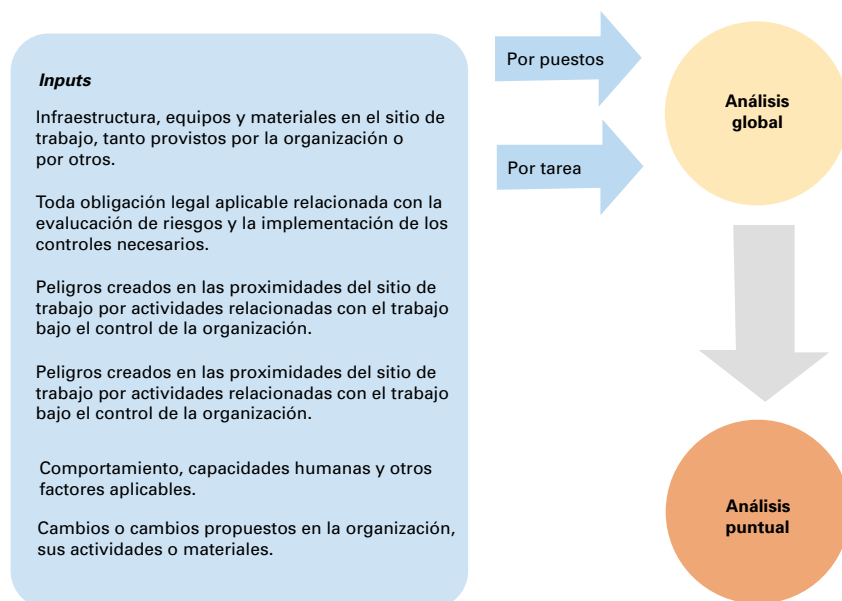 Inputs
Infraestructura, equipos y materiales en el sitio de
trabajo, tanto provistos por la organización o
por otros.
Toda obligación legal aplicable relacionada con la
evalucación de riesgos y la implementación de los
controles necesarios.
Peligros creados en las proximidades del sitio de
trabajo por actividades relacionadas con el trabajo
bajo el control de la organización.
Peligros creados en las proximidades del sitio de
trabajo por actividades relacionadas con el trabajo
bajo el control de la organización.
Comportamiento, capacidades humanas y otros
factores aplicables.
Cambios o cambios propuestos en la organización,
sus actividades o materiales.
Por puestos
Por tarea
Análisis
global
Análisis
puntual